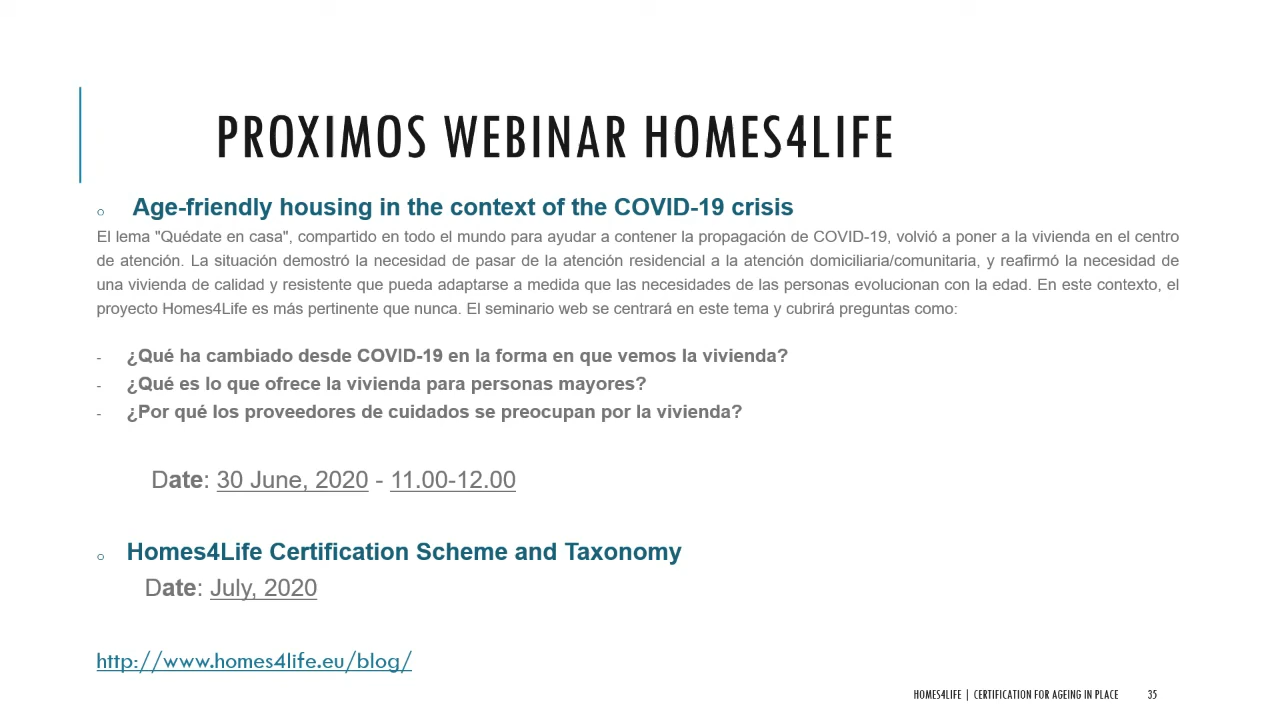 PROXIMOS WEBINAR HOMES4LIFE
o Age-friendly housing in the context of the COVID-19 crisis
El lema "Quédate en casa", compartido en todo el mundo para ayudar a contener la propagación de COVID-19, volvió a poner a la vivienda en el centro
de atención. La situación demostró la necesidad de pasar de la atención residencial a la atención domiciliaria/comunitaria, y reafirmó la necesidad de
una vivienda de calidad y resistente que pueda adaptarse a medida que las necesidades de las personas evolucionan con la edad. En este contexto, el
proyecto Homes4Life es más pertinente que nunca. El seminario web se centrará en este tema y cubrirá preguntas como:
- ¿Qué ha cambiado desde COVID-19 en la forma en que vemos la vivienda?
- ¿Qué es lo que ofrece la vivienda para personas mayores?
- ¿Por qué los proveedores de cuidados se preocupan por la vivienda?
Date: 30 June, 2020 - 11.00-12.00
o Homes4Life Certification Scheme and Taxonomy
Date: July, 2020
http://www.homes4life.eu/blog/
HOMES4LIFE | CERTIFICATION FOR AGEING IN PLACE 35